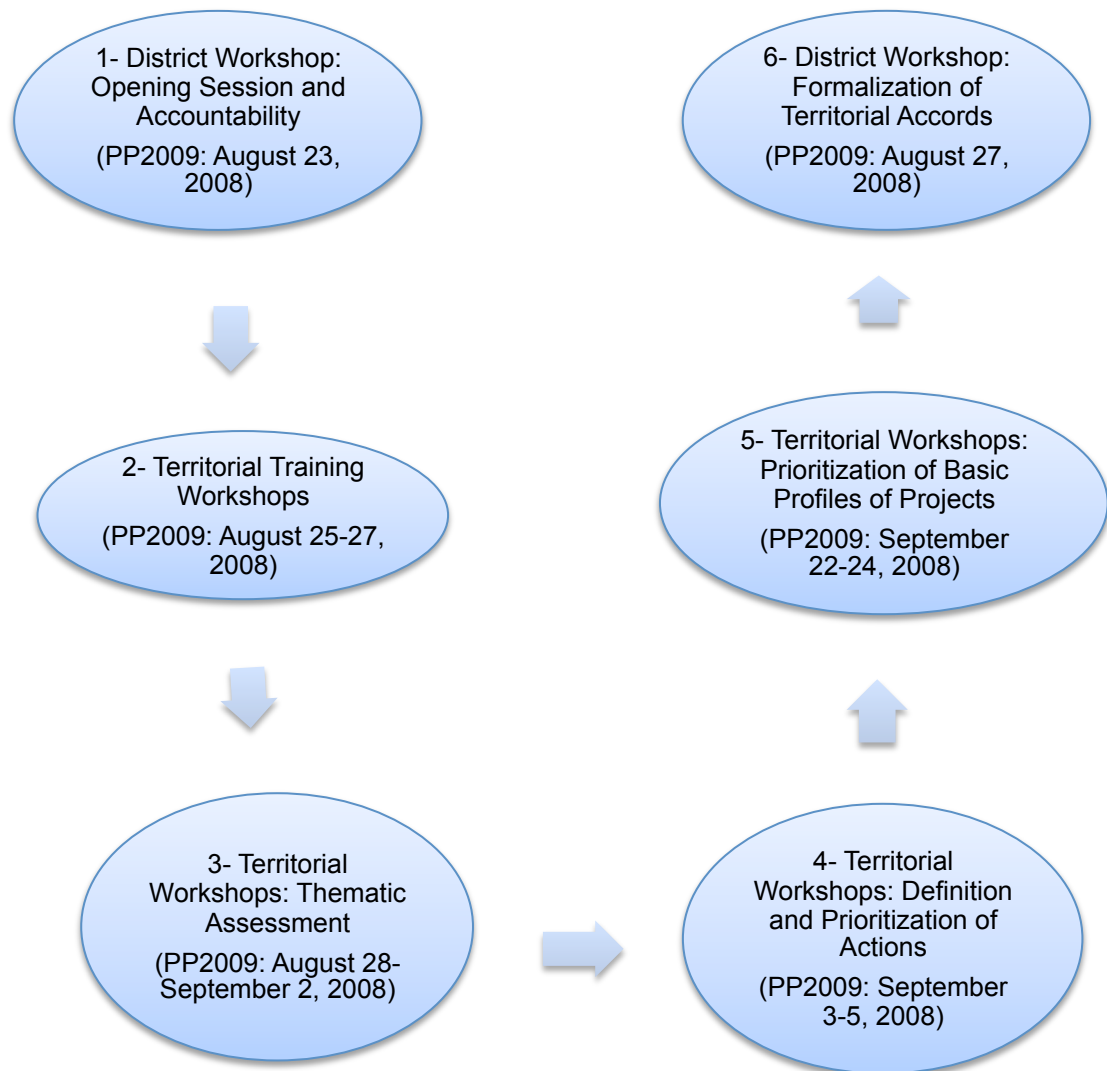 1- District Workshop:
Opening Session and
Accountability
(PP2009: August 23,
2008)
2- Territorial Training
Workshops
(PP2009: August 25-27,
2008)
3- Territorial
Workshops: Thematic
Assessment
(PP2009: August 28-
September 2, 2008)
4- Territorial
Workshops: Definition
and Prioritization of
Actions
(PP2009: September
3-5, 2008)
5- Territorial Workshops:
Prioritization of Basic
Profiles of Projects
(PP2009: September
22-24, 2008)
6- District Workshop:
Formalization of
Territorial Accords
(PP2009: August 27,
2008)